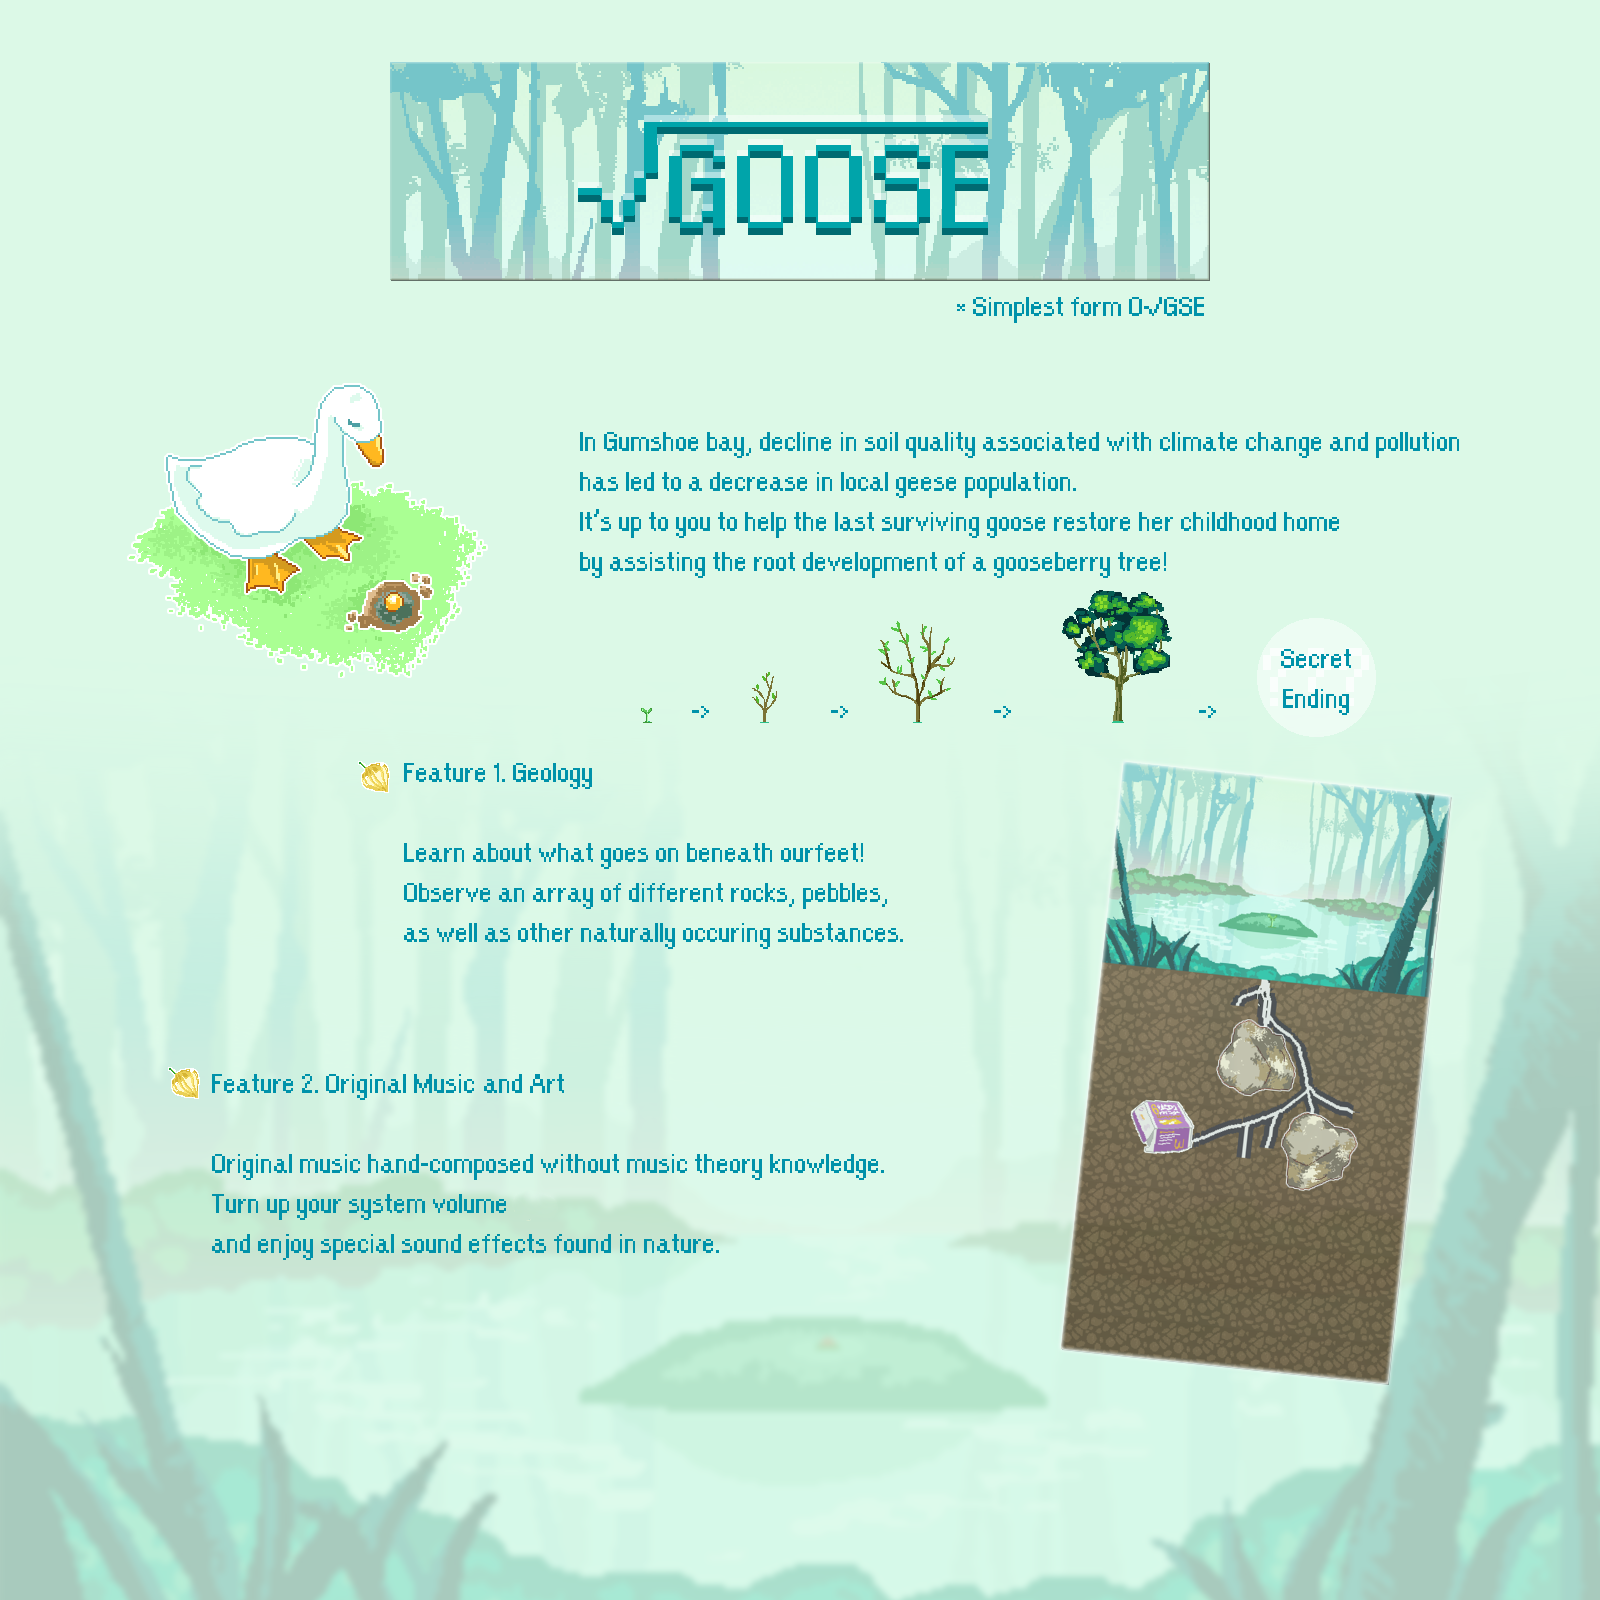 √GOOSE
* Simplest form O√GSE
In Gumshoe bay, decline in soil quality associated with climate change and pollution
has led to a decrease in local geese population.
It's up to you to help the last surviving goose restore her childhood home
by assisting the root development of a gooseberry tree!
-> -> -> ->
Secret
Ending
Feature 1. Geology
Learn about what goes on beneath ourfeet!
Observe an array of different rocks, pebbles,
as well as other naturally occuring substances.
Feature 2. Original Music and Art
Original music hand-composed without music theory knowledge.
Turn up your system volume
and enjoy special sound effects found in nature.